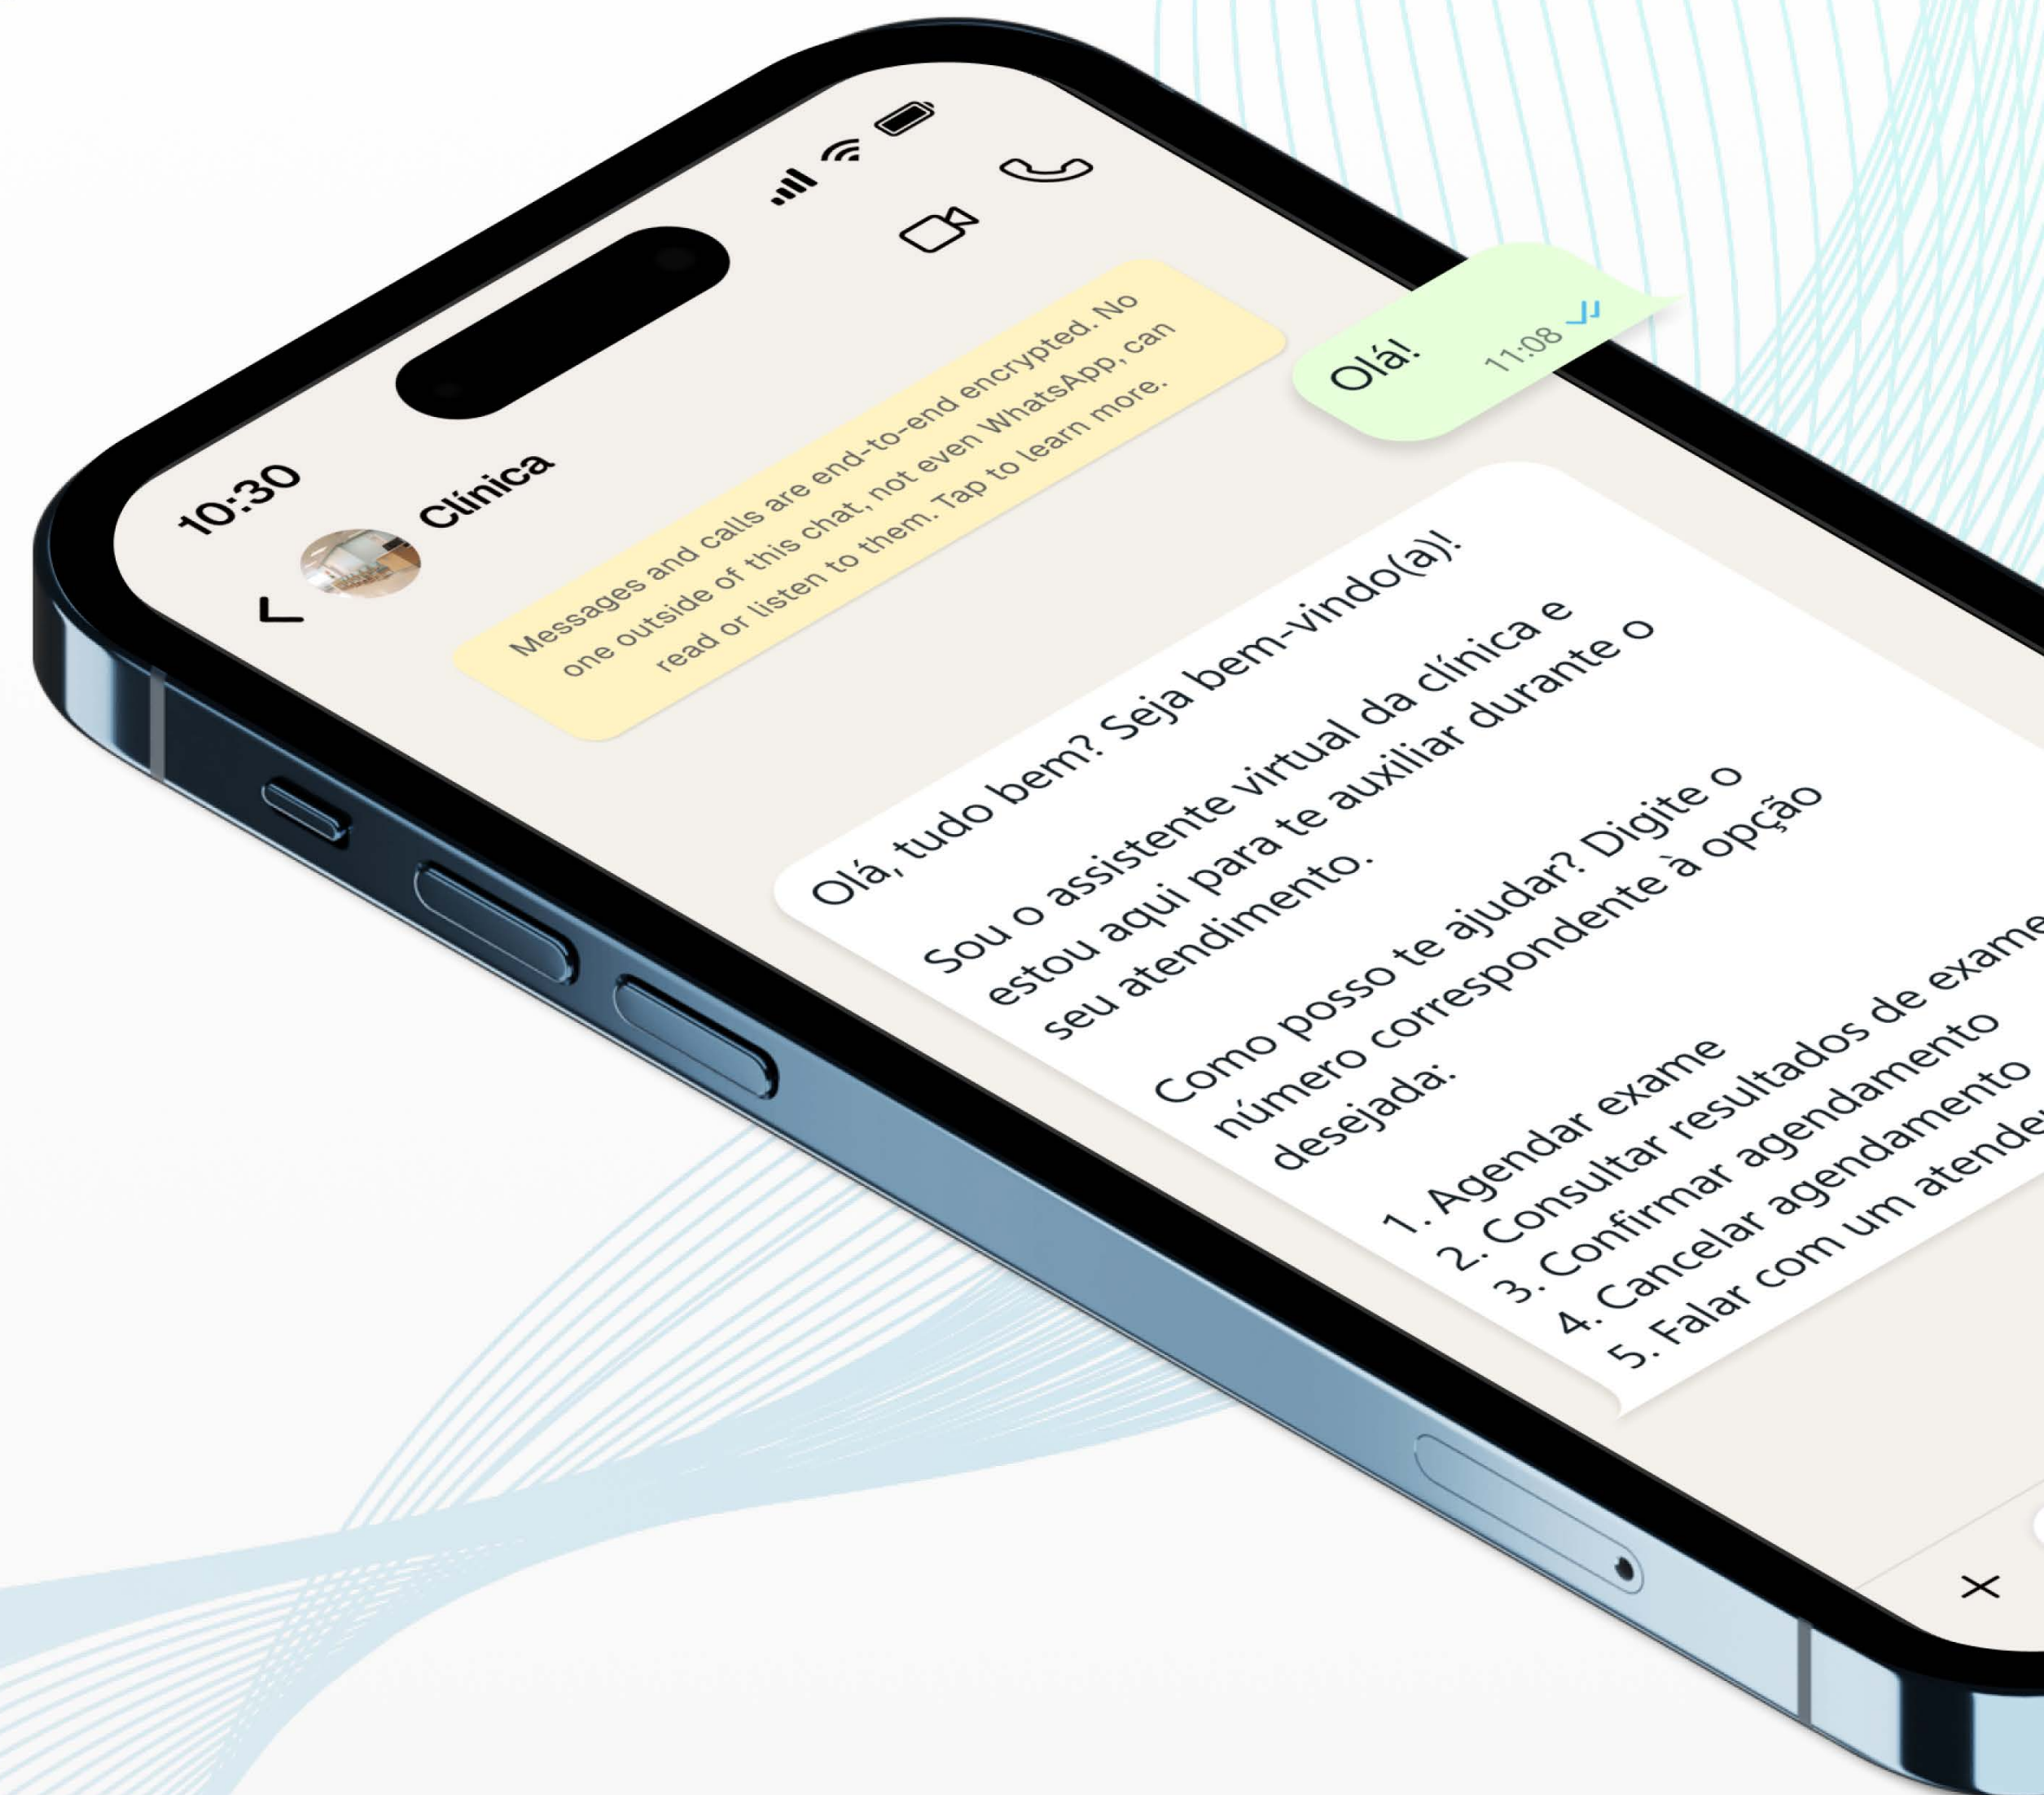 10:30
Clínica
Messages and calls are end-to-end encrypted. No
one outside of this chat, not even WhatsApp, can
read or listen to them. Tap to learn more.
Olá!
11:08
Olá, tudo bem? Seja bem-vindo(a)!
Sou o assistente virtual da clínica e
estou aqui para te auxiliar durante o
seu atendimento.
Como posso te ajudar? Digite o
número correspondente à opção
desejada:
1. Agendar exame
2. Consultar resultados de exame
3. Confirmar agendamento
4. Cancelar agendamento
5. Falar com um